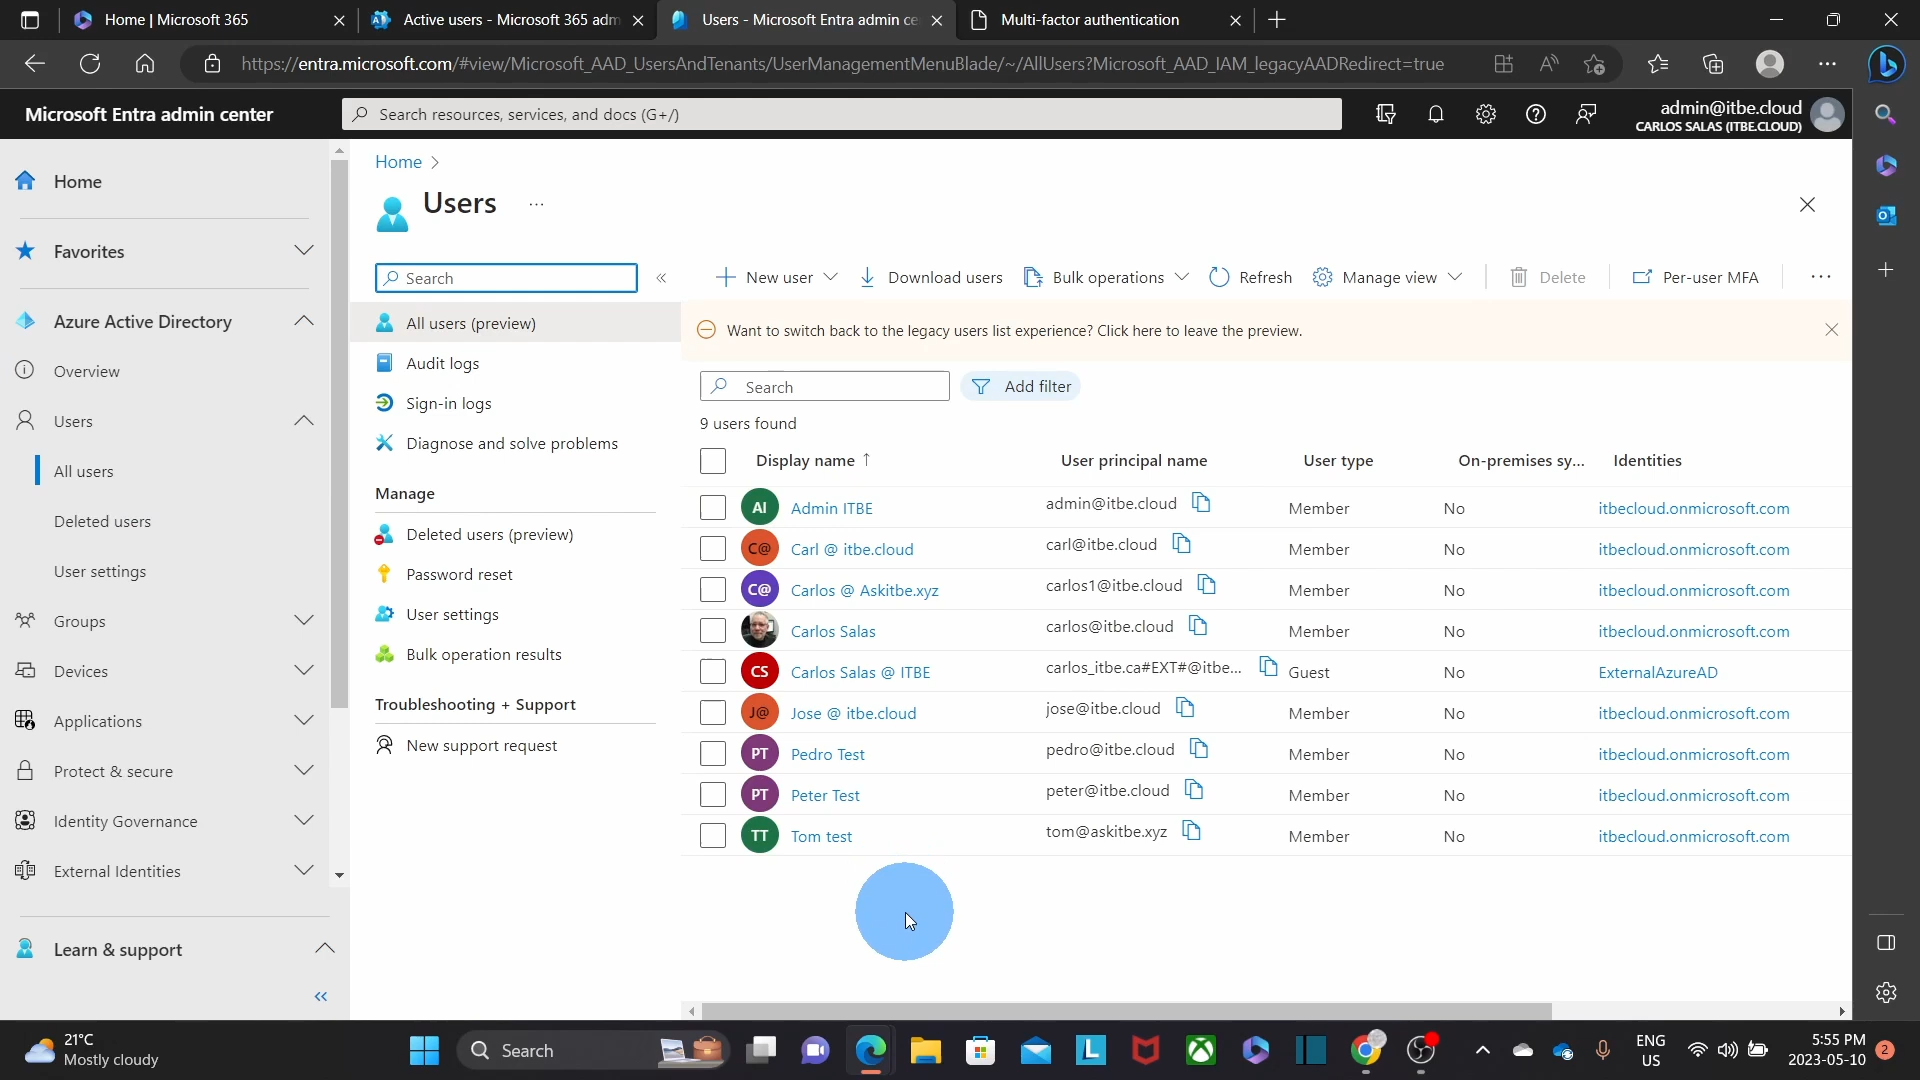 Home | Microsoft 365
Active users - Microsoft 365 adm
Users - Microsoft Entra admin ce
Multi-factor authentication
https://entra.microsoft.com/#view/Microsoft_AAD_UsersAndTenants/UserManagementMenuBlade/~/AllUsers?Microsoft_AAD_IAM_legacyAADRedirect=true
Microsoft Entra admin center
Search resources, services, and docs (G+/)
admin@itbe.cloud
CARLOS SALAS (ITBE.CLOUD)
Home
Favorites
Azure Active Directory
Overview
Users
All users
Deleted users
User settings
Groups
Devices
Applications
Protect & secure
Identity Governance
External Identities
Learn & support
Home >
Users ...
Search
All users (preview)
Audit logs
Sign-in logs
Diagnose and solve problems
Manage
Deleted users (preview)
Password reset
User settings
Bulk operation results
Troubleshooting + Support
New support request
New user Download users Bulk operations Refresh Manage view Delete Per-user MFA ...
Want to switch back to the legacy users list experience? Click here to leave the preview.
Search Add filter
9 users found
Display name ↑ User principal name User type On-premises sy... Identities
AI Admin ITBE admin@itbe.cloud Member No itbecloud.onmicrosoft.com
C@ Carl @ itbe.cloud carl@itbe.cloud Member No itbecloud.onmicrosoft.com
C@ Carlos @ Askitbe.xyz carlos1@itbe.cloud Member No itbecloud.onmicrosoft.com
Carlos Salas carlos@itbe.cloud Member No itbecloud.onmicrosoft.com
CS Carlos Salas @ ITBE carlos_itbe.ca#EXT#@itbe... Guest No ExternalAzureAD
J@ Jose @ itbe.cloud jose@itbe.cloud Member No itbecloud.onmicrosoft.com
PT Pedro Test pedro@itbe.cloud Member No itbecloud.onmicrosoft.com
PT Peter Test peter@itbe.cloud Member No itbecloud.onmicrosoft.com
TT Tom test tom@askitbe.xyz Member No itbecloud.onmicrosoft.com
21°C
Mostly cloudy
Search
L
ENG
US
5:55 PM
2023-05-10
2